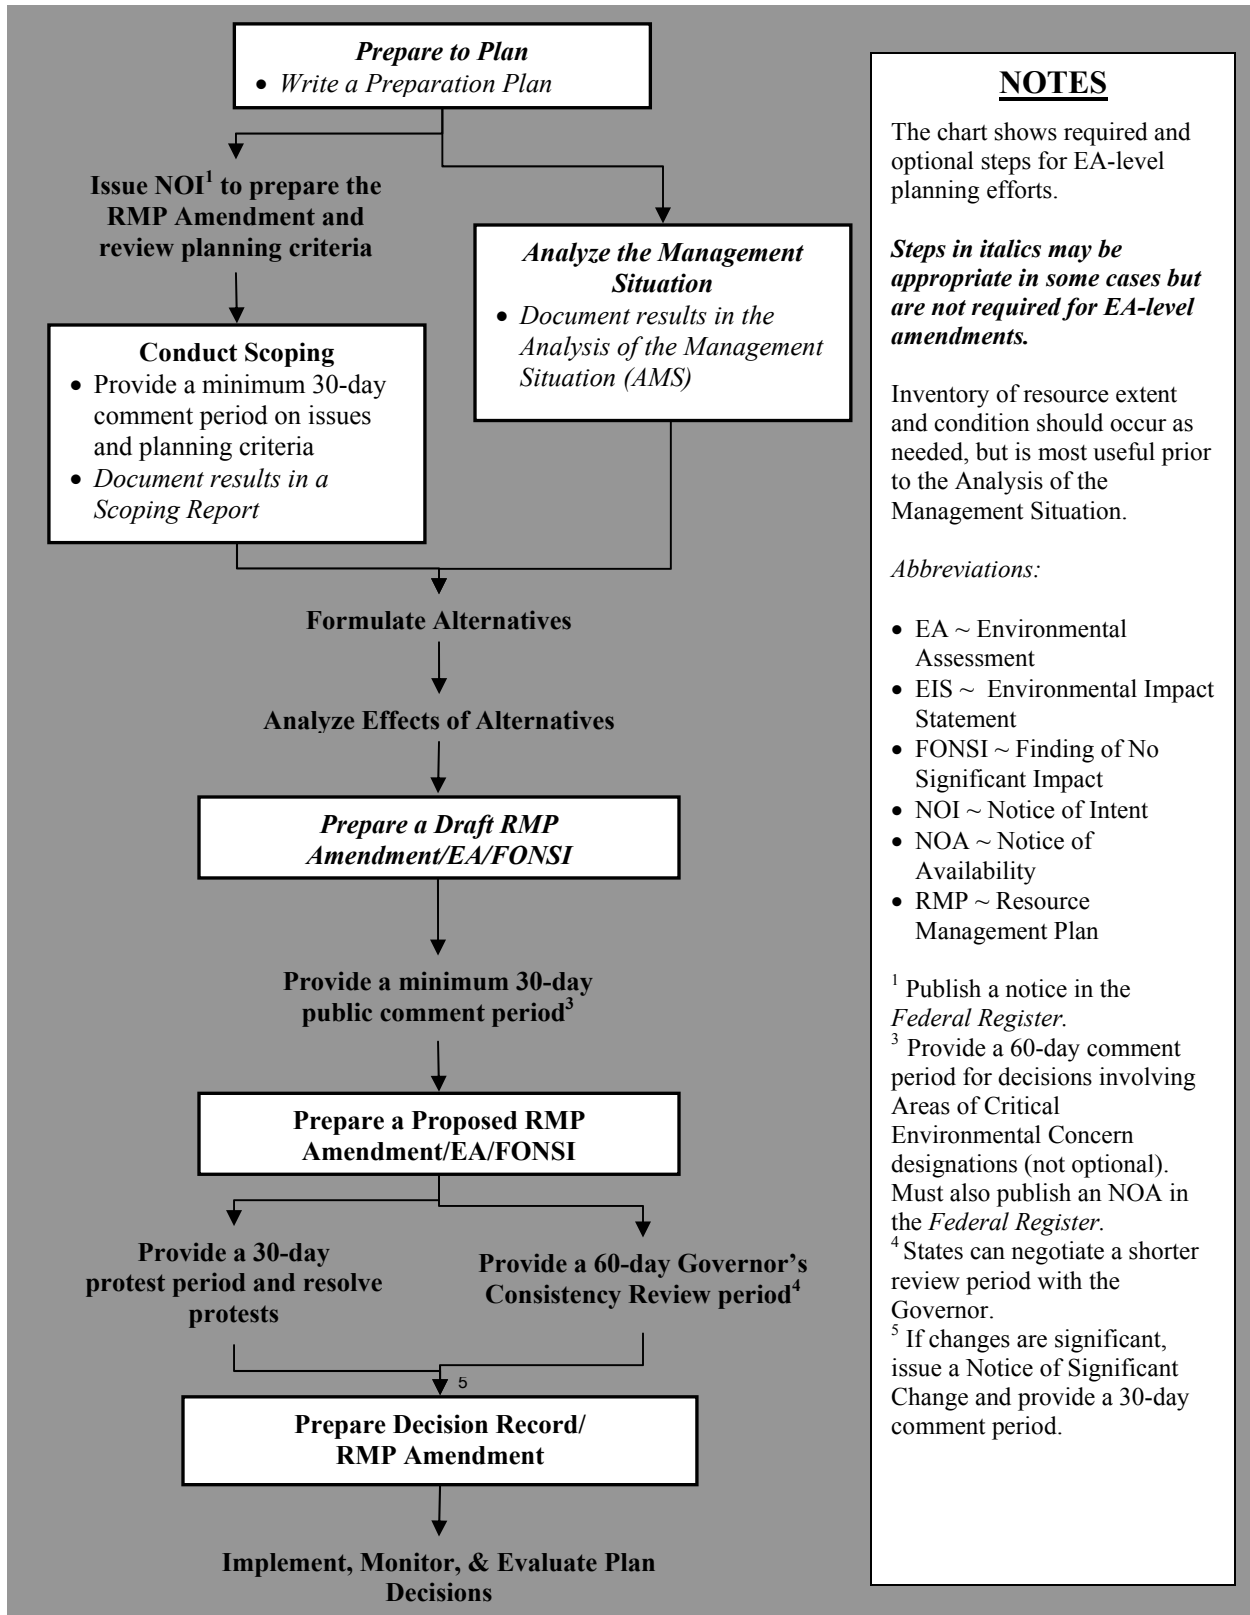 Prepare to Plan
• Write a Preparation Plan
Issue NOI¹ to prepare the
RMP Amendment and
review planning criteria
Analyze the Management
Situation
• Document results in the
Analysis of the Management
Situation (AMS)
Conduct Scoping
• Provide a minimum 30-day
comment period on issues
and planning criteria
• Document results in a
Scoping Report
Formulate Alternatives
Analyze Effects of Alternatives
Prepare a Draft RMP
Amendment/EA/FONSI
Provide a minimum 30-day
public comment period³
Prepare a Proposed RMP
Amendment/EA/FONSI
Provide a 30-day
protest period and resolve
protests
Provide a 60-day Governor’s
Consistency Review period⁴
5
Prepare Decision Record/
RMP Amendment
Implement, Monitor, & Evaluate Plan
Decisions
NOTES
The chart shows required and
optional steps for EA-level
planning efforts.
Steps in italics may be
appropriate in some cases but
are not required for EA-level
amendments.
Inventory of resource extent
and condition should occur as
needed, but is most useful prior
to the Analysis of the
Management Situation.
Abbreviations:
• EA ~ Environmental
Assessment
• EIS ~ Environmental Impact
Statement
• FONSI ~ Finding of No
Significant Impact
• NOI ~ Notice of Intent
• NOA ~ Notice of
Availability
• RMP ~ Resource
Management Plan
¹ Publish a notice in the
Federal Register.
³ Provide a 60-day comment
period for decisions involving
Areas of Critical
Environmental Concern
designations (not optional).
Must also publish an NOA in
the Federal Register.
⁴ States can negotiate a shorter
review period with the
Governor.
⁵ If changes are significant,
issue a Notice of Significant
Change and provide a 30-day
comment period.